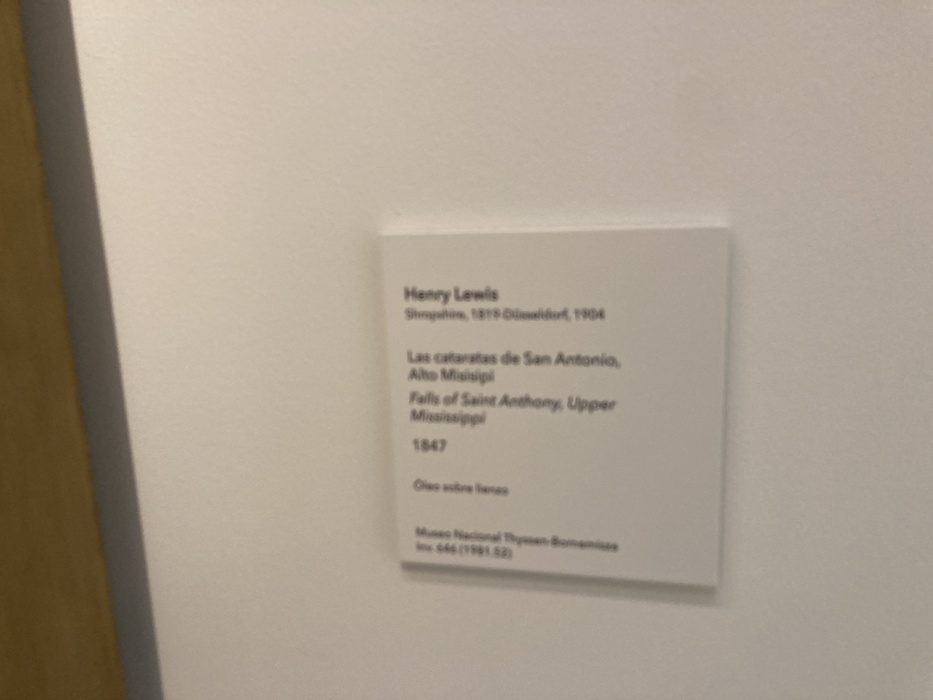 Henry Lewis
Shropshire, 1819-Düsseldorf, 1904
Las cataratas de San Antonio,
Alto Misisipi
Falls of Saint Anthony, Upper
Mississippi
1847
Óleo sobre lienzo
Museo Nacional Thyssen-Bornemisza
Inv. 646 (1981.52)